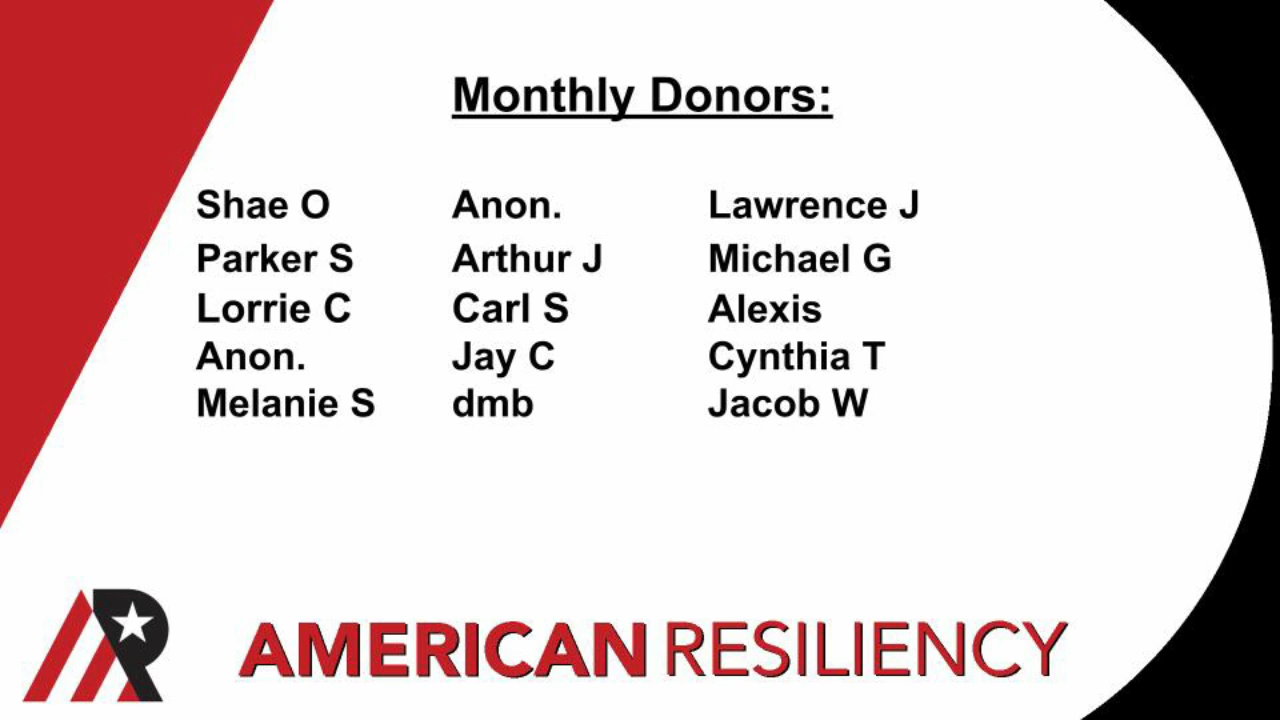 Monthly Donors:
Shae O Anon. Lawrence J
Parker S Arthur J Michael G
Lorrie C Carl S Alexis
Anon. Jay C Cynthia T
Melanie S dmb Jacob W
AR AMERICAN RESILIENCY